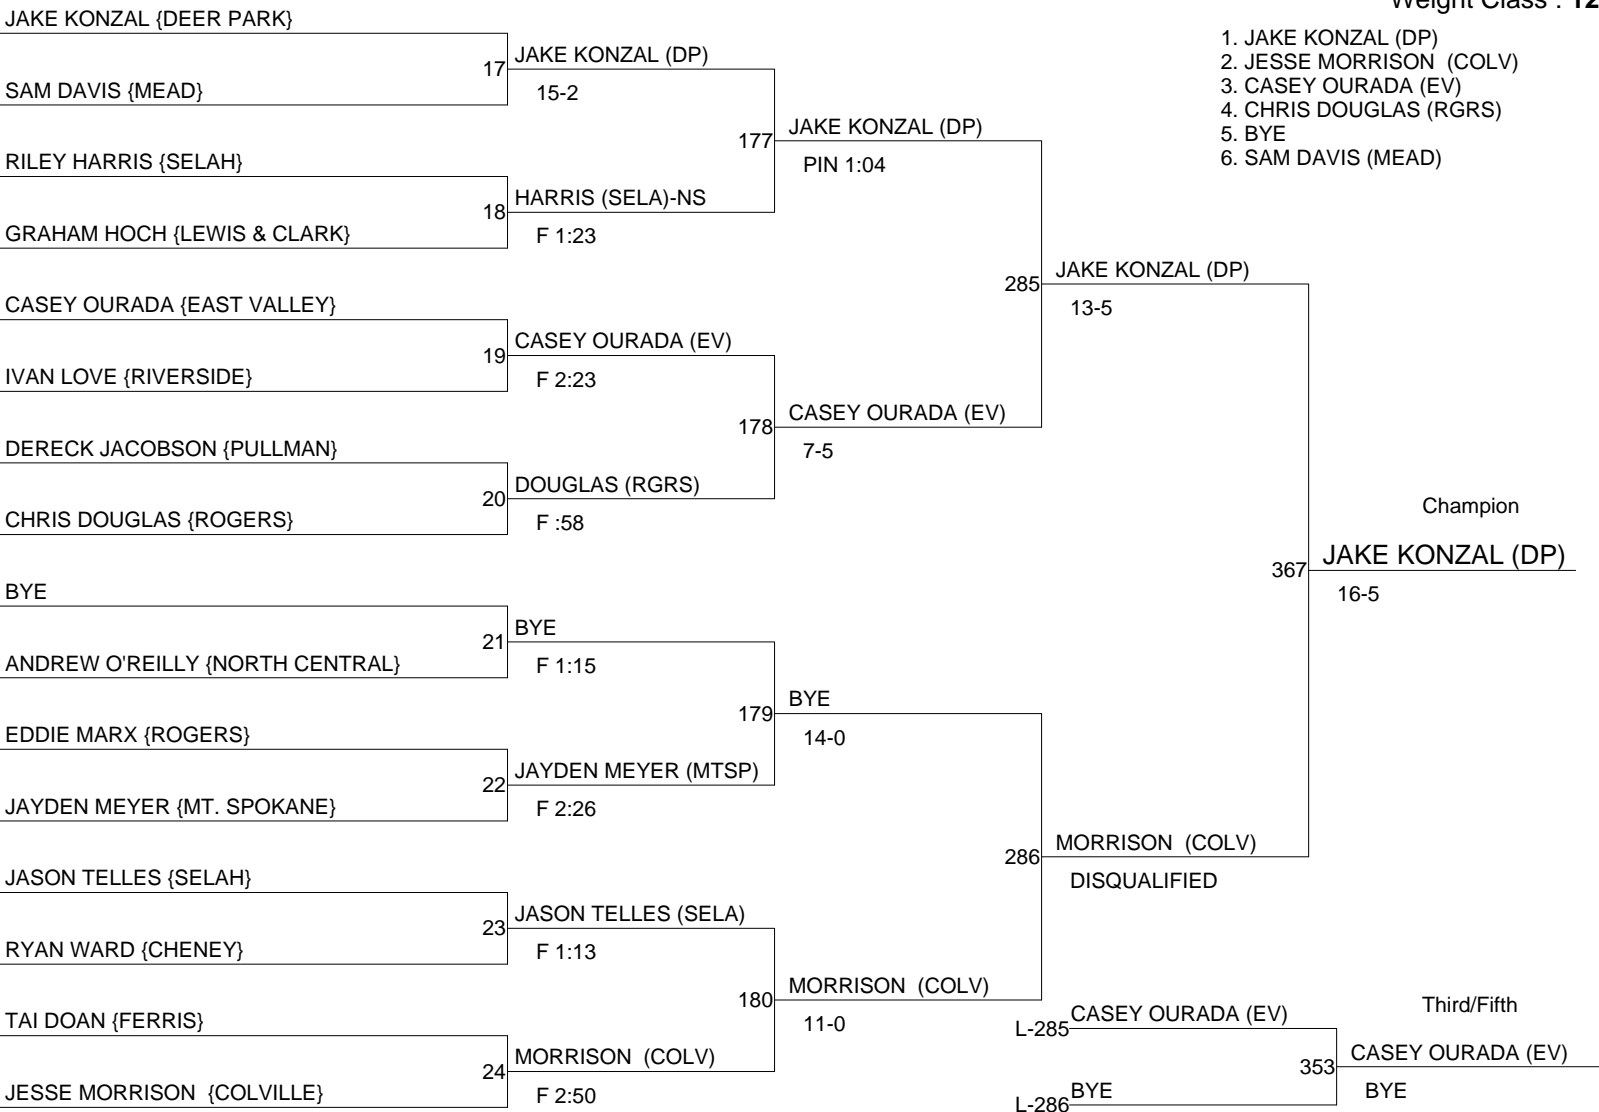 Weight Class : 12
JAKE KONZAL {DEER PARK}
17
JAKE KONZAL (DP)
15-2
SAM DAVIS {MEAD}
1. JAKE KONZAL (DP)
2. JESSE MORRISON  (COLV)
3. CASEY OURADA (EV)
4. CHRIS DOUGLAS (RGRS)
5. BYE
6. SAM DAVIS (MEAD)
177
JAKE KONZAL (DP)
PIN 1:04
RILEY HARRIS {SELAH}
18
HARRIS (SELA)-NS
F 1:23
GRAHAM HOCH {LEWIS & CLARK}
285
JAKE KONZAL (DP)
13-5
CASEY OURADA {EAST VALLEY}
19
CASEY OURADA (EV)
F 2:23
IVAN LOVE {RIVERSIDE}
178
CASEY OURADA (EV)
7-5
DERECK JACOBSON {PULLMAN}
20
DOUGLAS (RGRS)
F :58
CHRIS DOUGLAS {ROGERS}
Champion
367
JAKE KONZAL (DP)
16-5
BYE
21
BYE
F 1:15
ANDREW O'REILLY {NORTH CENTRAL}
179
BYE
14-0
EDDIE MARX {ROGERS}
22
JAYDEN MEYER (MTSP)
F 2:26
JAYDEN MEYER {MT. SPOKANE}
286
MORRISON  (COLV)
DISQUALIFIED
JASON TELLES {SELAH}
23
JASON TELLES (SELA)
F 1:13
RYAN WARD {CHENEY}
180
MORRISON  (COLV)
11-0
TAI DOAN {FERRIS}
24
MORRISON  (COLV)
F 2:50
JESSE MORRISON  {COLVILLE}
Third/Fifth
L-285
CASEY OURADA (EV)
353
CASEY OURADA (EV)
BYE
L-286
BYE